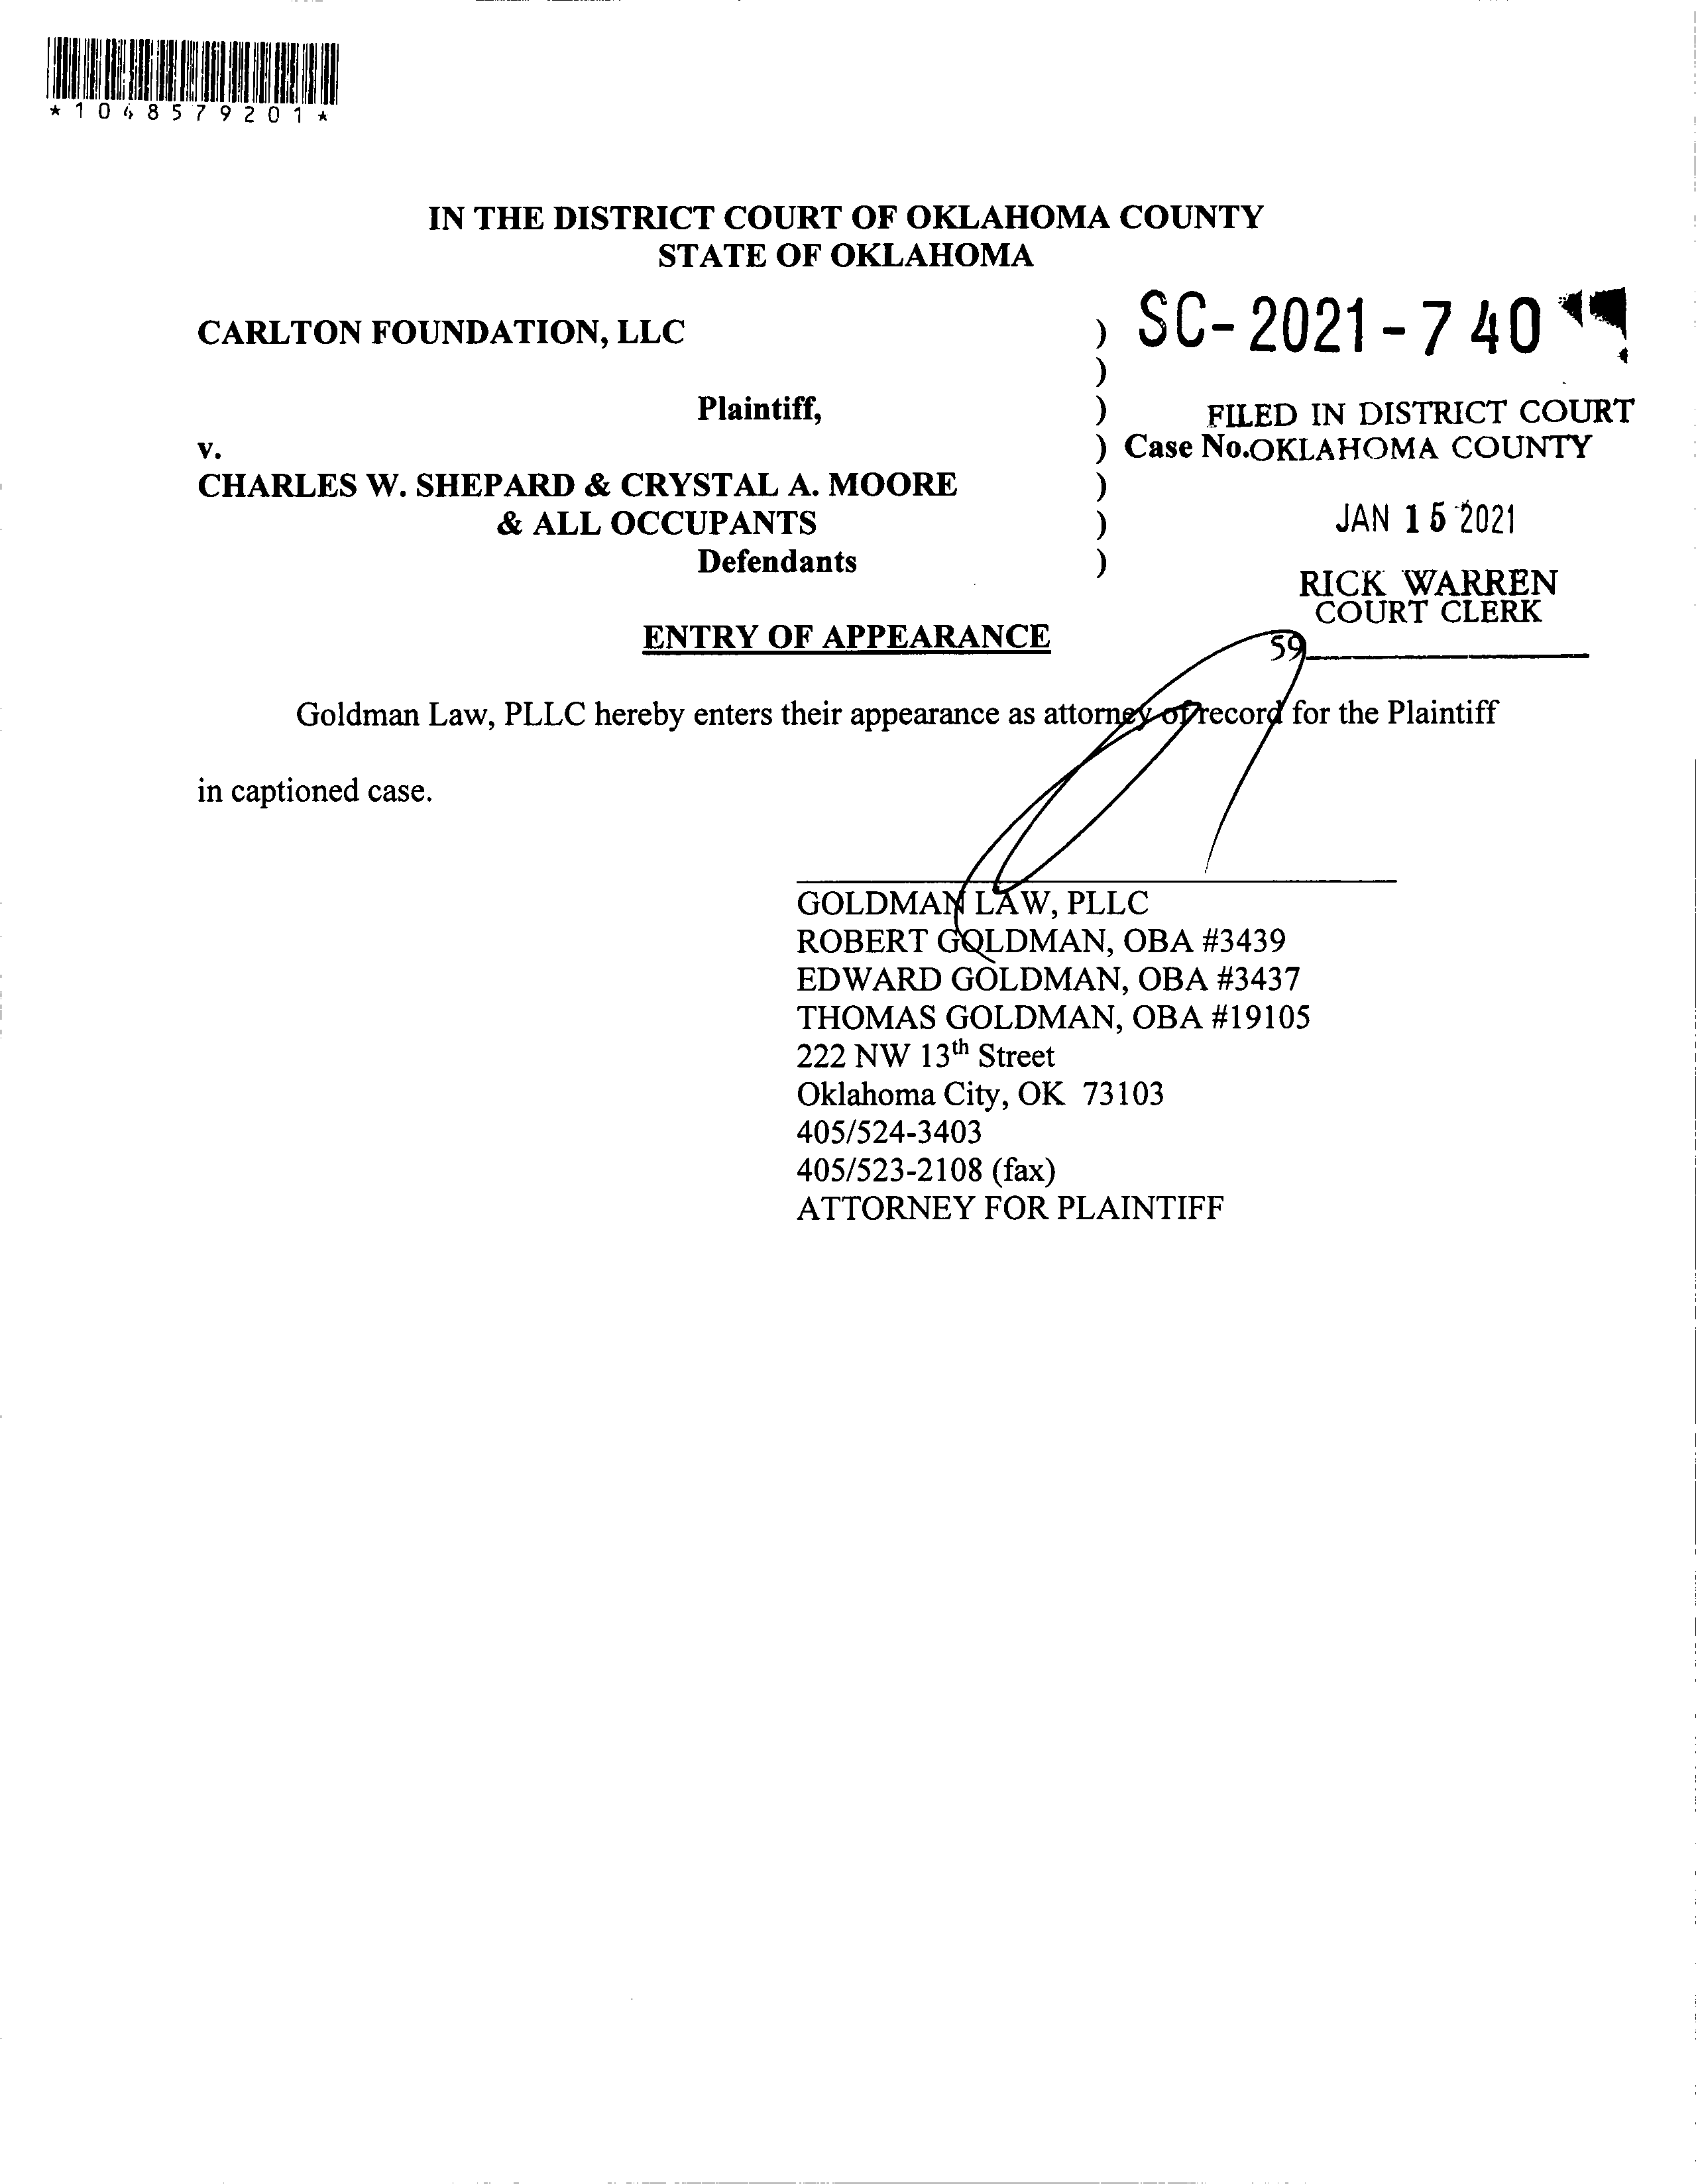 *1048579201*
IN THE DISTRICT COURT OF OKLAHOMA COUNTY
STATE OF OKLAHOMA
CARLTON FOUNDATION, LLC ) SC-2021-740
)
Plaintiff, ) FILED IN DISTRICT COURT
v. ) Case No. OKLAHOMA COUNTY
CHARLES W. SHEPARD & CRYSTAL A. MOORE )
& ALL OCCUPANTS ) JAN 15 2021
Defendants )
RICK WARREN
COURT CLERK
ENTRY OF APPEARANCE
59
Goldman Law, PLLC hereby enters their appearance as attorney of record for the Plaintiff
in captioned case.
GOLDMAN LAW, PLLC
ROBERT GOLDMAN, OBA #3439
EDWARD GOLDMAN, OBA #3437
THOMAS GOLDMAN, OBA #19105
222 NW 13th Street
Oklahoma City, OK 73103
405/524-3403
405/523-2108 (fax)
ATTORNEY FOR PLAINTIFF